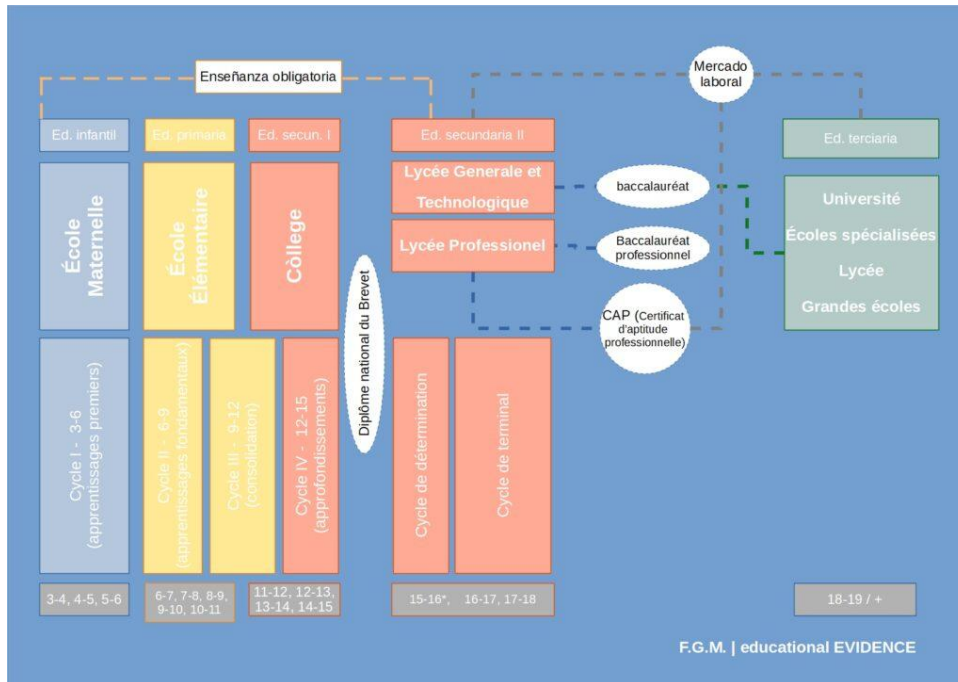 Enseñanza obligatoria
Mercado
laboral
Ed. infantil
Ed. primaria
Ed. secun. I
Ed. secundaria II
Ed. terciaria
École
Maternelle
École
Élémentaire
Còllege
Lycée Generale et
Technologique
Lycée Professionel
baccalauréat
Baccalauréat
professionnel
CAP (Certificat
d'aptitude
professionnelle)
Université
Écoles spécialisées
Lycée
Grandes écoles
Diplôme national du Brevet
Cycle I - 3-6
(apprentissages premiers)
Cycle II - 6-9
(apprentissages fondamentaux)
Cycle III - 9-12
(consolidation)
Cycle IV - 12-15
(approfondissements)
Cycle de détermination
Cycle de terminal
3-4, 4-5, 5-6
6-7, 7-8, 8-9,
9-10, 10-11
11-12, 12-13,
13-14, 14-15
15-16*, 16-17, 17-18
18-19 / +
F.G.M. | educational EVIDENCE